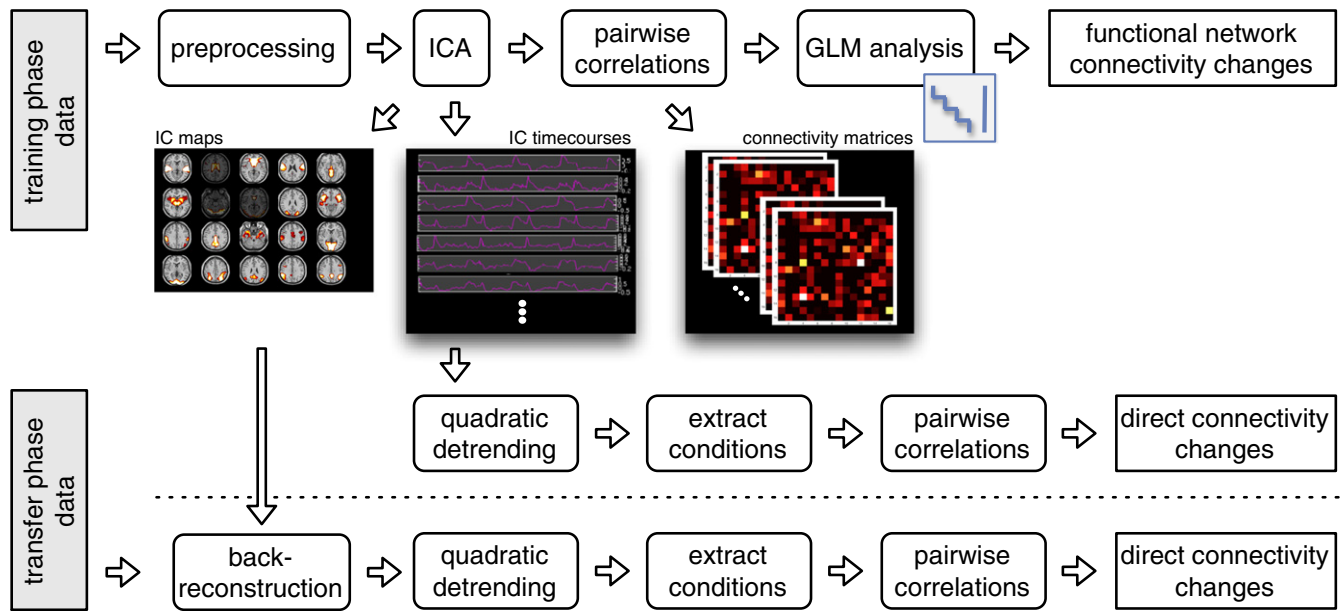 training phase
data
preprocessing
ICA
pairwise
correlations
GLM analysis
functional network
connectivity changes
IC maps
IC timecourses
connectivity matrices
transfer phase
data
quadratic
detrending
extract
conditions
pairwise
correlations
direct connectivity
changes
back-
reconstruction
quadratic
detrending
extract
conditions
pairwise
correlations
direct connectivity
changes